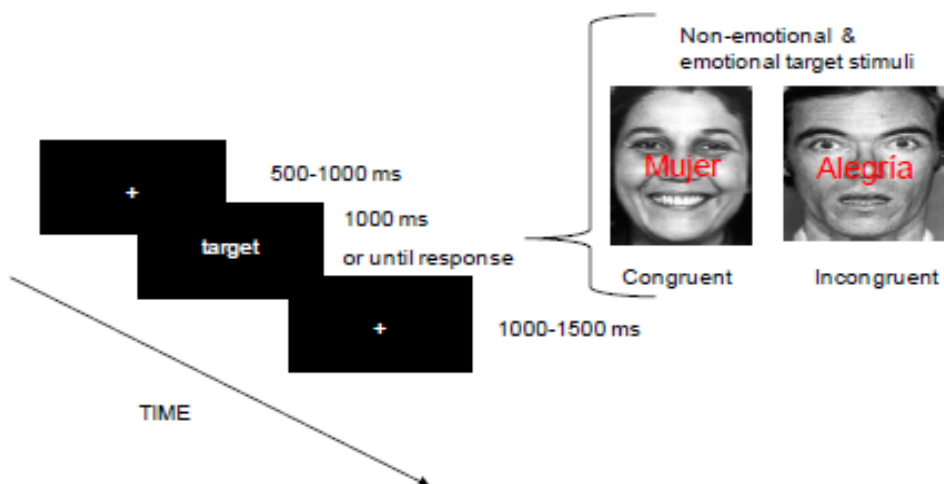 Non-emotional &
emotional target stimuli
Mujer
Alegría
Congruent
Incongruent
+
500-1000 ms
target
1000 ms
or until response
+
1000-1500 ms
TIME